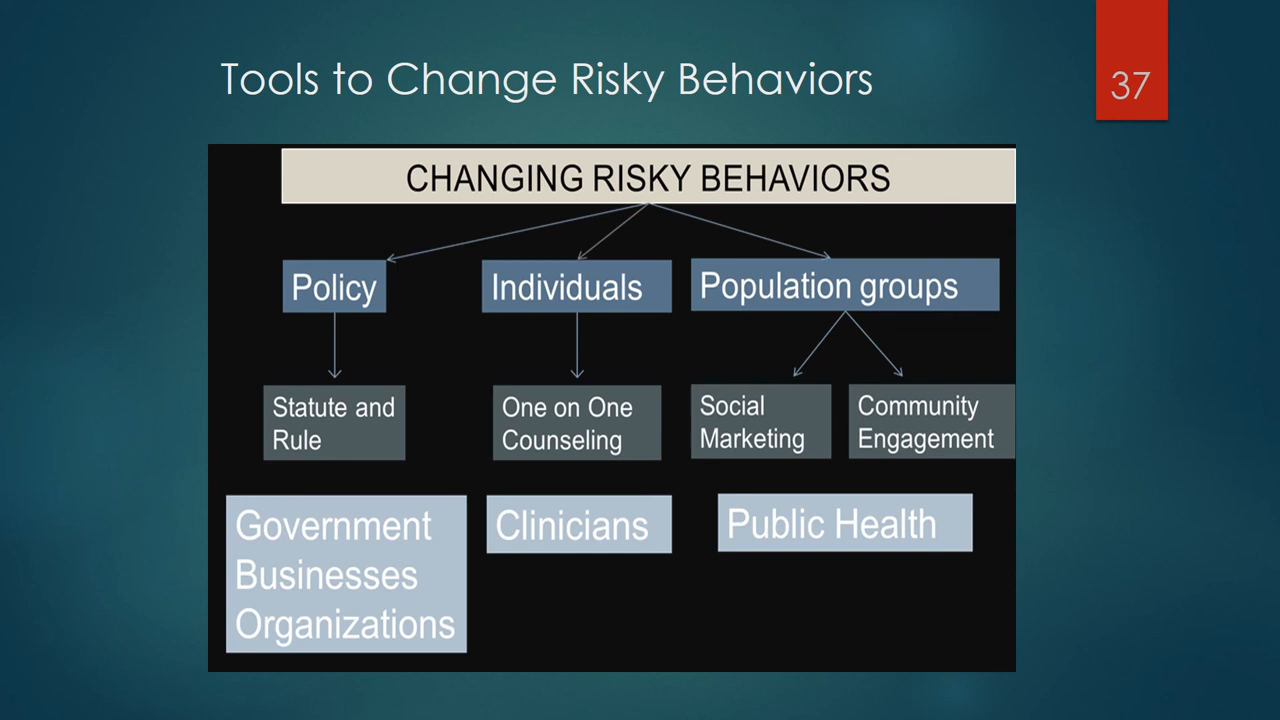 Tools to Change Risky Behaviors
37
CHANGING RISKY BEHAVIORS
Policy
Individuals
Population groups
Statute and
Rule
One on One
Counseling
Social
Marketing
Community
Engagement
Government
Businesses
Organizations
Clinicians
Public Health